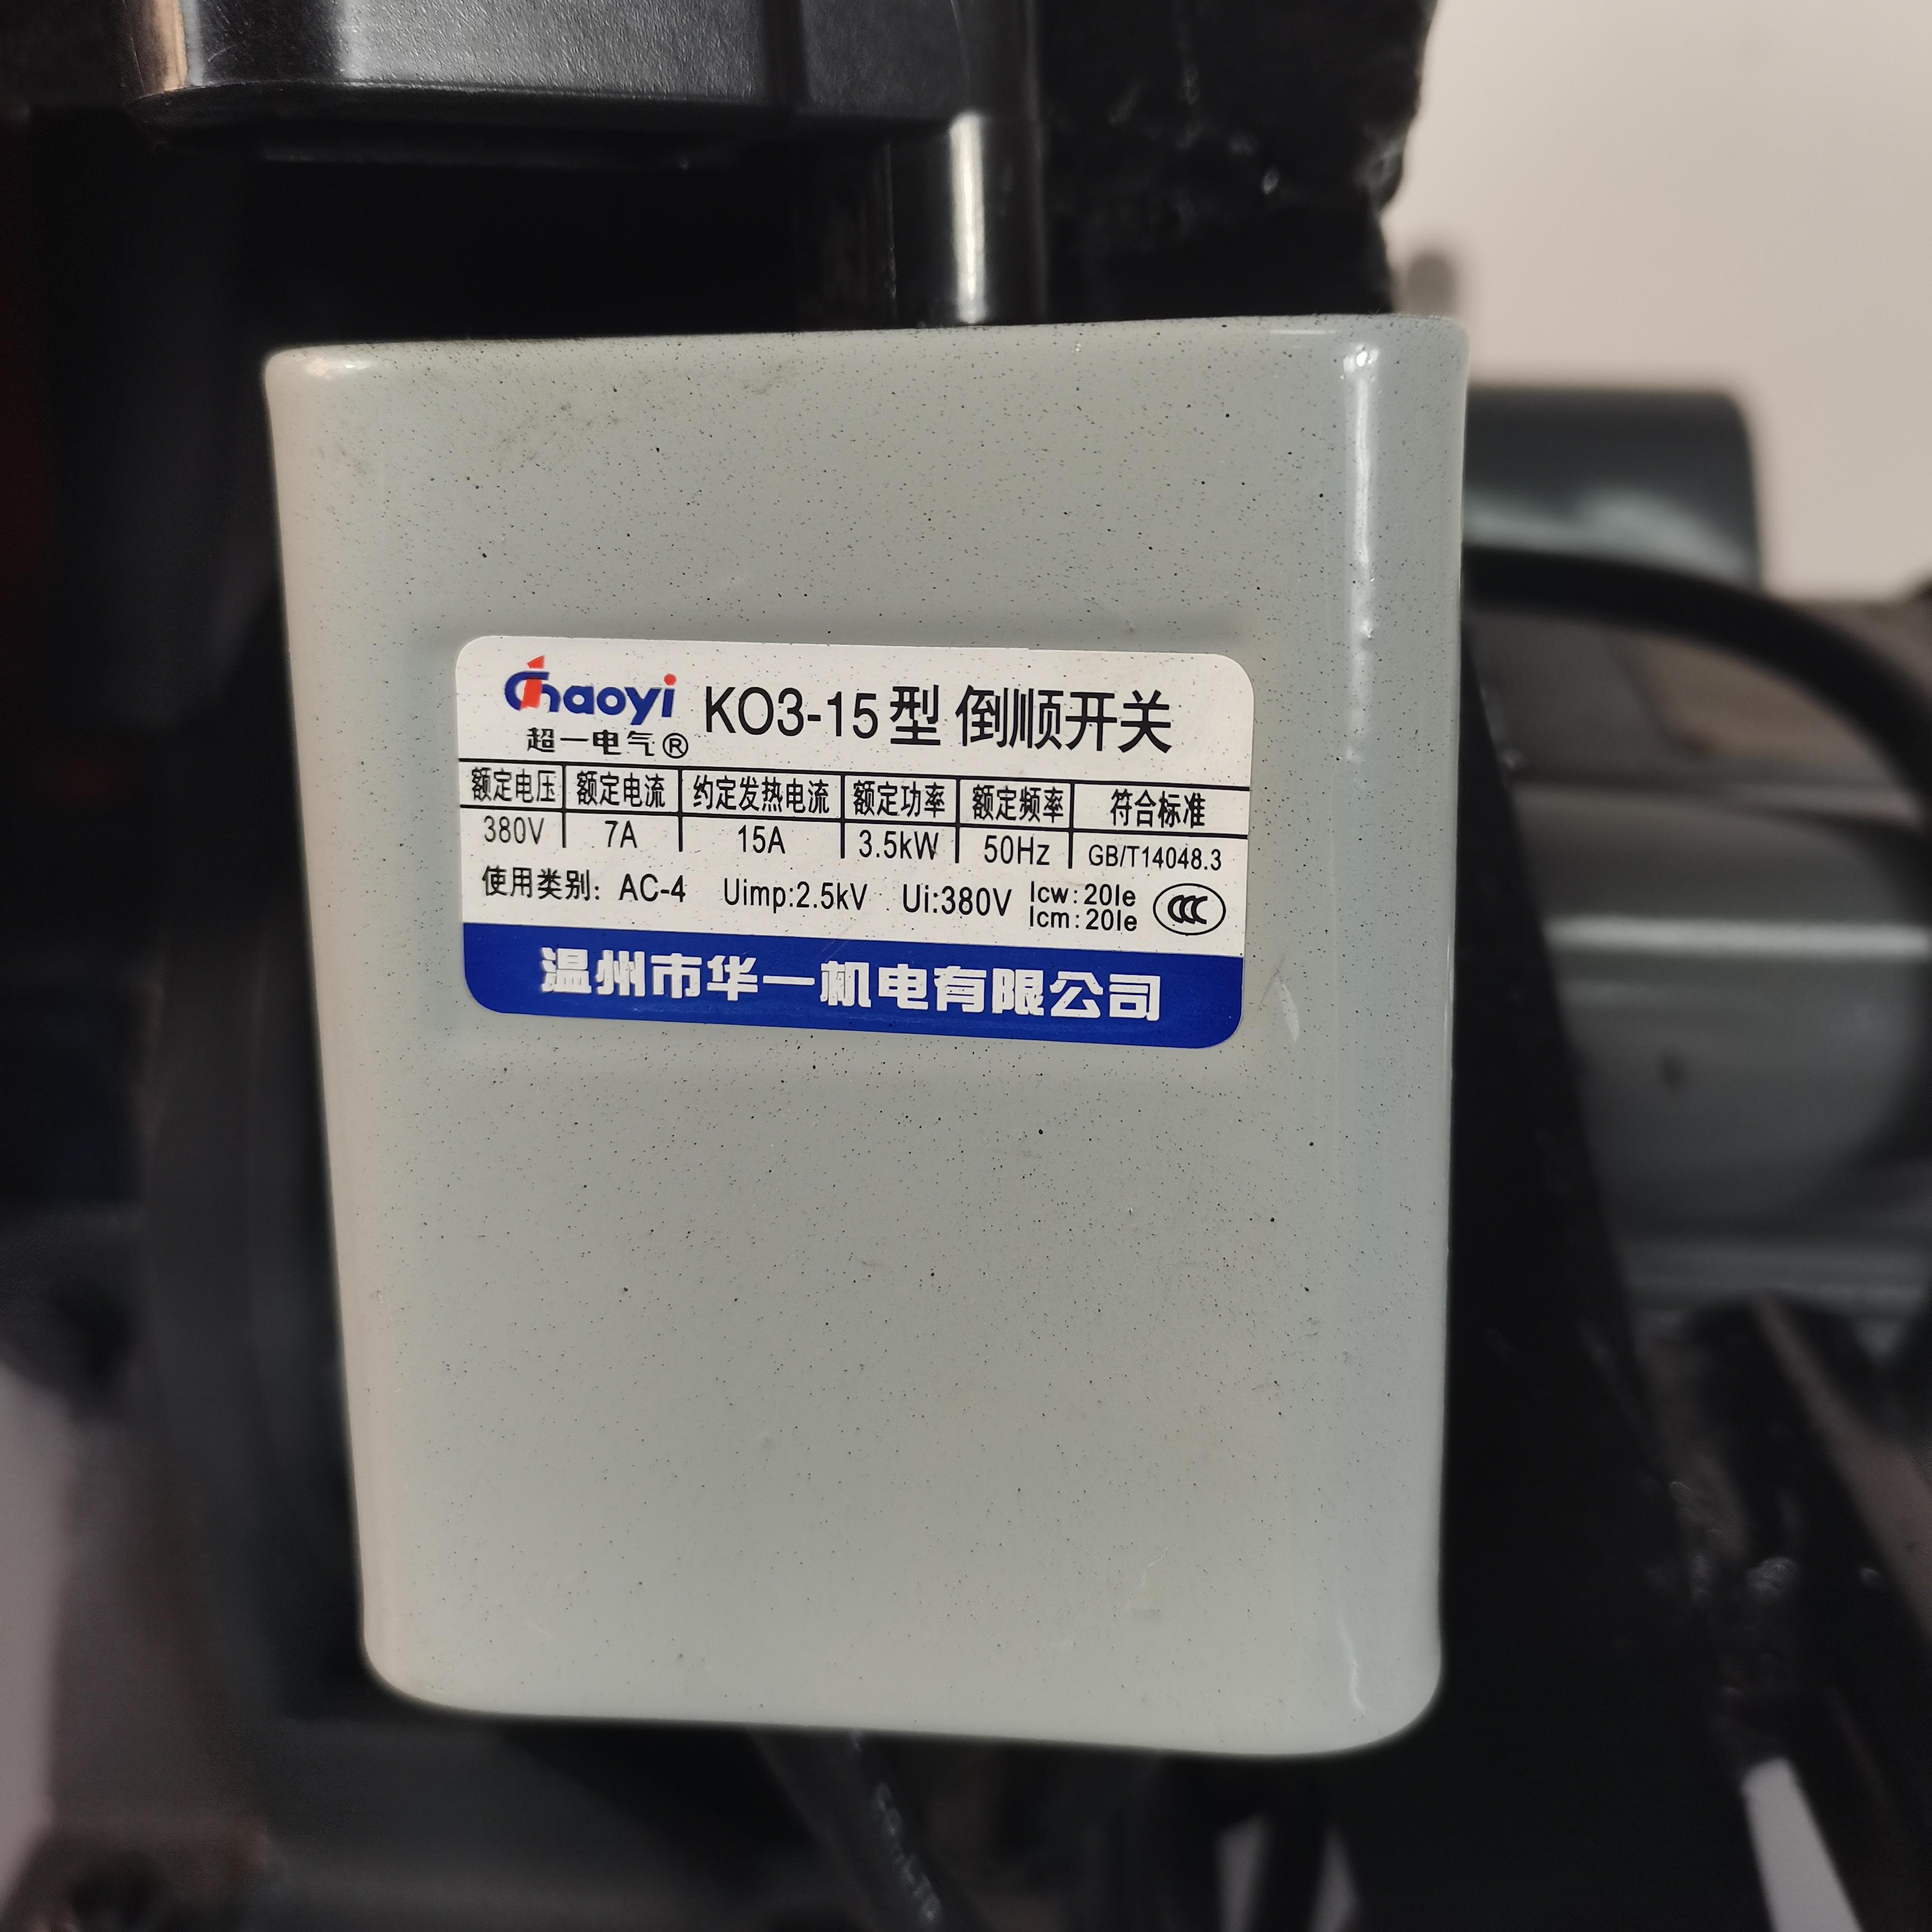 Chaoyi
超一电气®
KO3-15型 倒顺开关
额定电压 额定电流 约定发热电流 额定功率 额定频率 符合标准
380V 7A 15A 3.5kW 50Hz GB/T14048.3
使用类别: AC-4 Uimp:2.5kV Ui:380V Icw:20Ie
Icm:20Ie
CCC
温州市华一机电有限公司